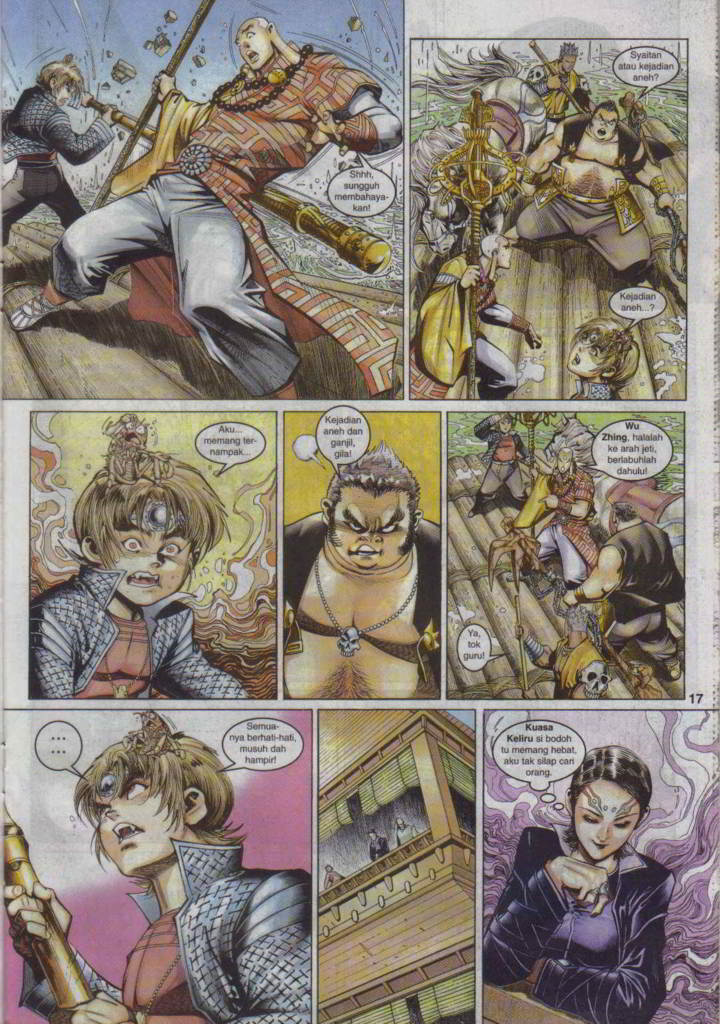 Shhh,
sungguh
membahaya-
kan!
Syaitan
atau kejadian
aneh?
Kejadian
aneh...?
Aku...
memang ter-
nampak...
Kejadian
aneh dan
ganjil,
gila!
Wu
Zhing, halalah
ke arah jeti,
berlabuhlah
dahulu!
Ya,
tok
guru!
17
...
...
Semua-
nya berhati-hati,
musuh dah
hampir!
Kuasa
Keliru si bodoh
tu memang hebat,
aku tak silap cari
orang.